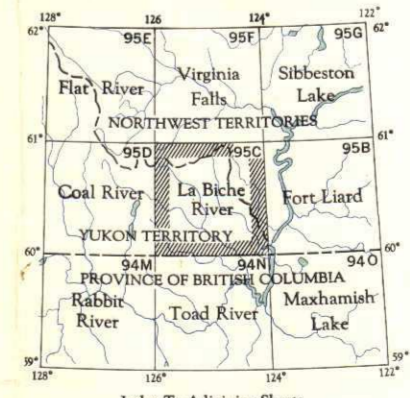 128° 126 124° 122°
62° 95E 95F 95G 62°
Flat River Virginia Falls Sibbeston Lake
NORTHWEST TERRITORIES
61° 61°
95D 95C 95B
Coal River La Biche River Fort Liard
YUKON TERRITORY
60° 60°
94M 94N 94O
PROVINCE OF BRITISH COLUMBIA
Rabbit River Toad River Maxhamish Lake
59° 59°
128° 126° 124° 122°